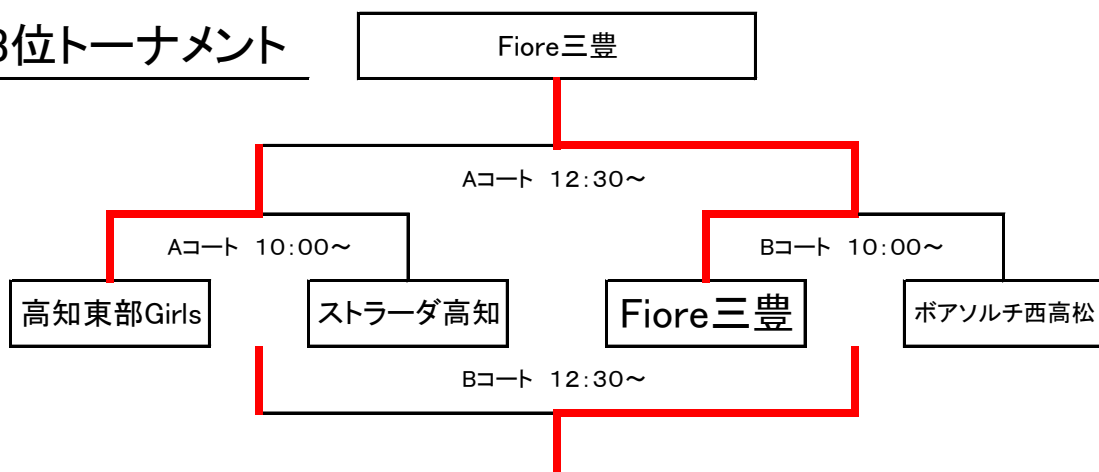 3位トーナメント
Fiore三豊
Aコート 12:30~
Aコート 10:00~
Bコート 10:00~
高知東部Girls
ストラーダ高知
Fiore三豊
ボアソルチ西高松
Bコート 12:30~